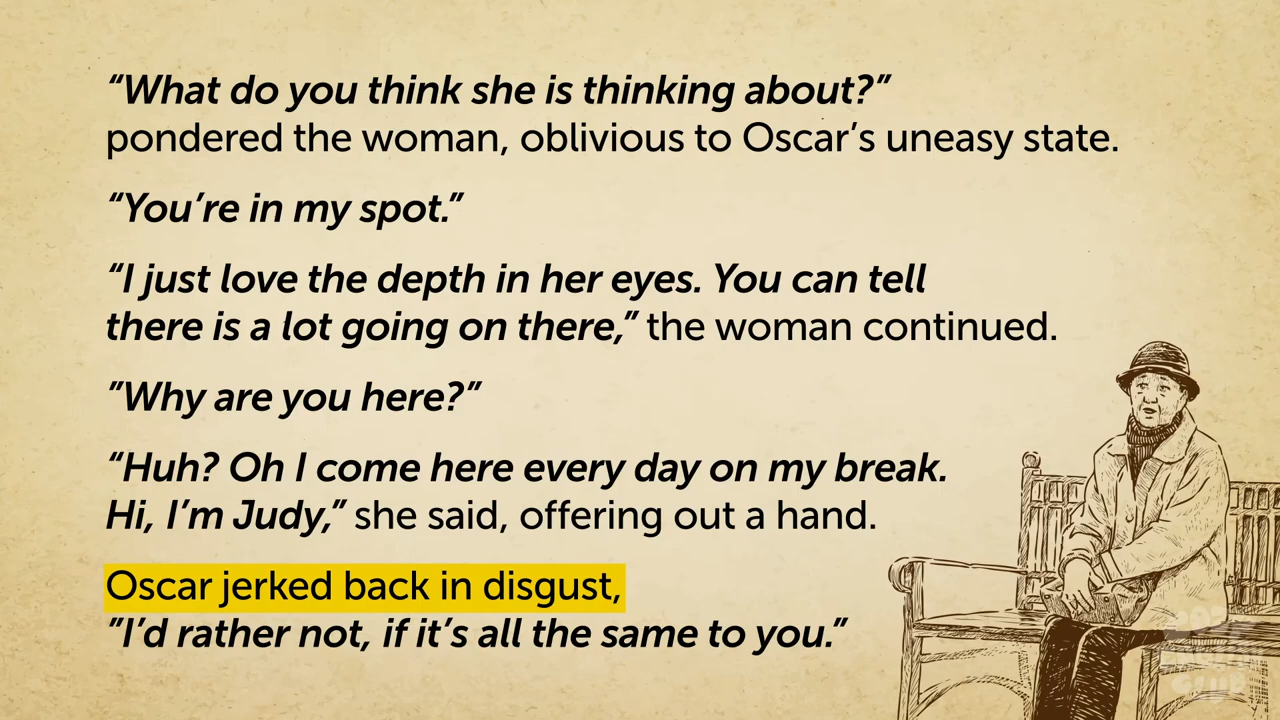 “What do you think she is thinking about?”
pondered the woman, oblivious to Oscar’s uneasy state.
“You’re in my spot.”
“I just love the depth in her eyes. You can tell
there is a lot going on there,” the woman continued.
”Why are you here?”
“Huh? Oh I come here every day on my break.
Hi, I’m Judy,” she said, offering out a hand.
Oscar jerked back in disgust,
”I’d rather not, if it’s all the same to you.”